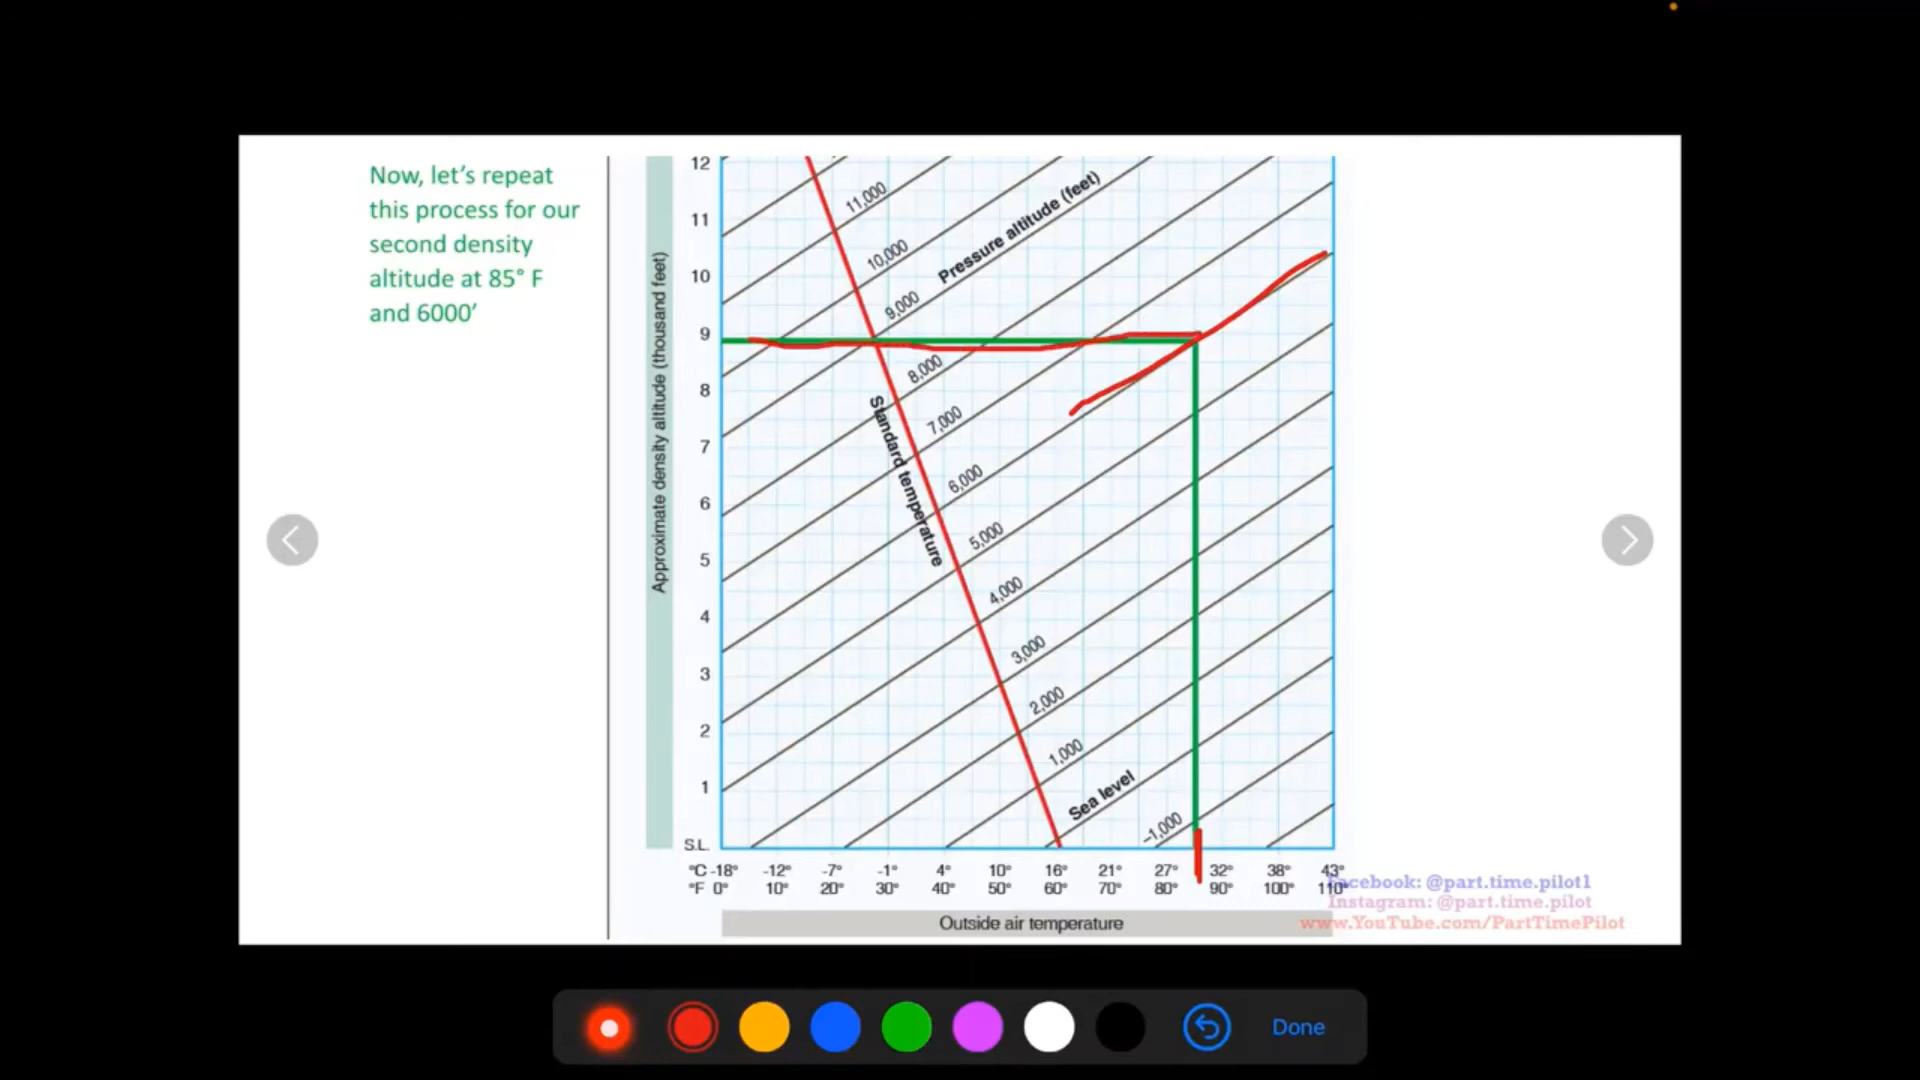 Now, let's repeat
this process for our
second density
altitude at 85° F
and 6000'
Approximate density altitude (thousand feet)
12
11
10
9
8
7
6
5
4
3
2
1
S.L.
11,000
10,000
9,000
8,000
7,000
6,000
5,000
4,000
3,000
2,000
1,000
Sea level
–1,000
Pressure altitude (feet)
Standard temperature
°C -18° -12° -7° -1° 4° 10° 16° 21° 27° 32° 38° 43°
°F 0° 10° 20° 30° 40° 50° 60° 70° 80° 90° 100° 110°
Outside air temperature
Facebook: @part.time.pilot1
Instagram: @part.time.pilot
www.YouTube.com/PartTimePilot
Done